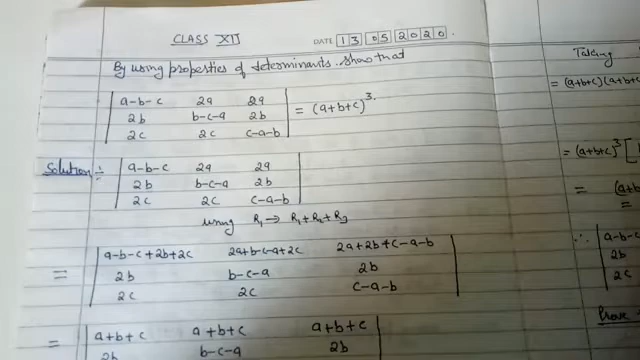 CLASS XII
DATE 13 05 2020.
By using properties of determinants. show that
| a-b-c 2a 2a |
| 2b b-c-a 2b | = (a+b+c)³.
| 2c 2c c-a-b |
Solution :-
| a-b-c 2a 2a |
| 2b b-c-a 2b |
| 2c 2c c-a-b |
using R₁ → R₁+R₂+R₃
= | a-b-c+2b+2c 2a+b-c-a+2c 2a+2b+c-a-b |
| 2b b-c-a 2b |
| 2c 2c c-a-b |
= | a+b+c a+b+c a+b+c |
| 2b b-c-a 2b
Taking
= (a+b+c)
= (a+b+c)³ [
= (a+b
=
∴ | a-b-c
| 2b
| 2c
Prove